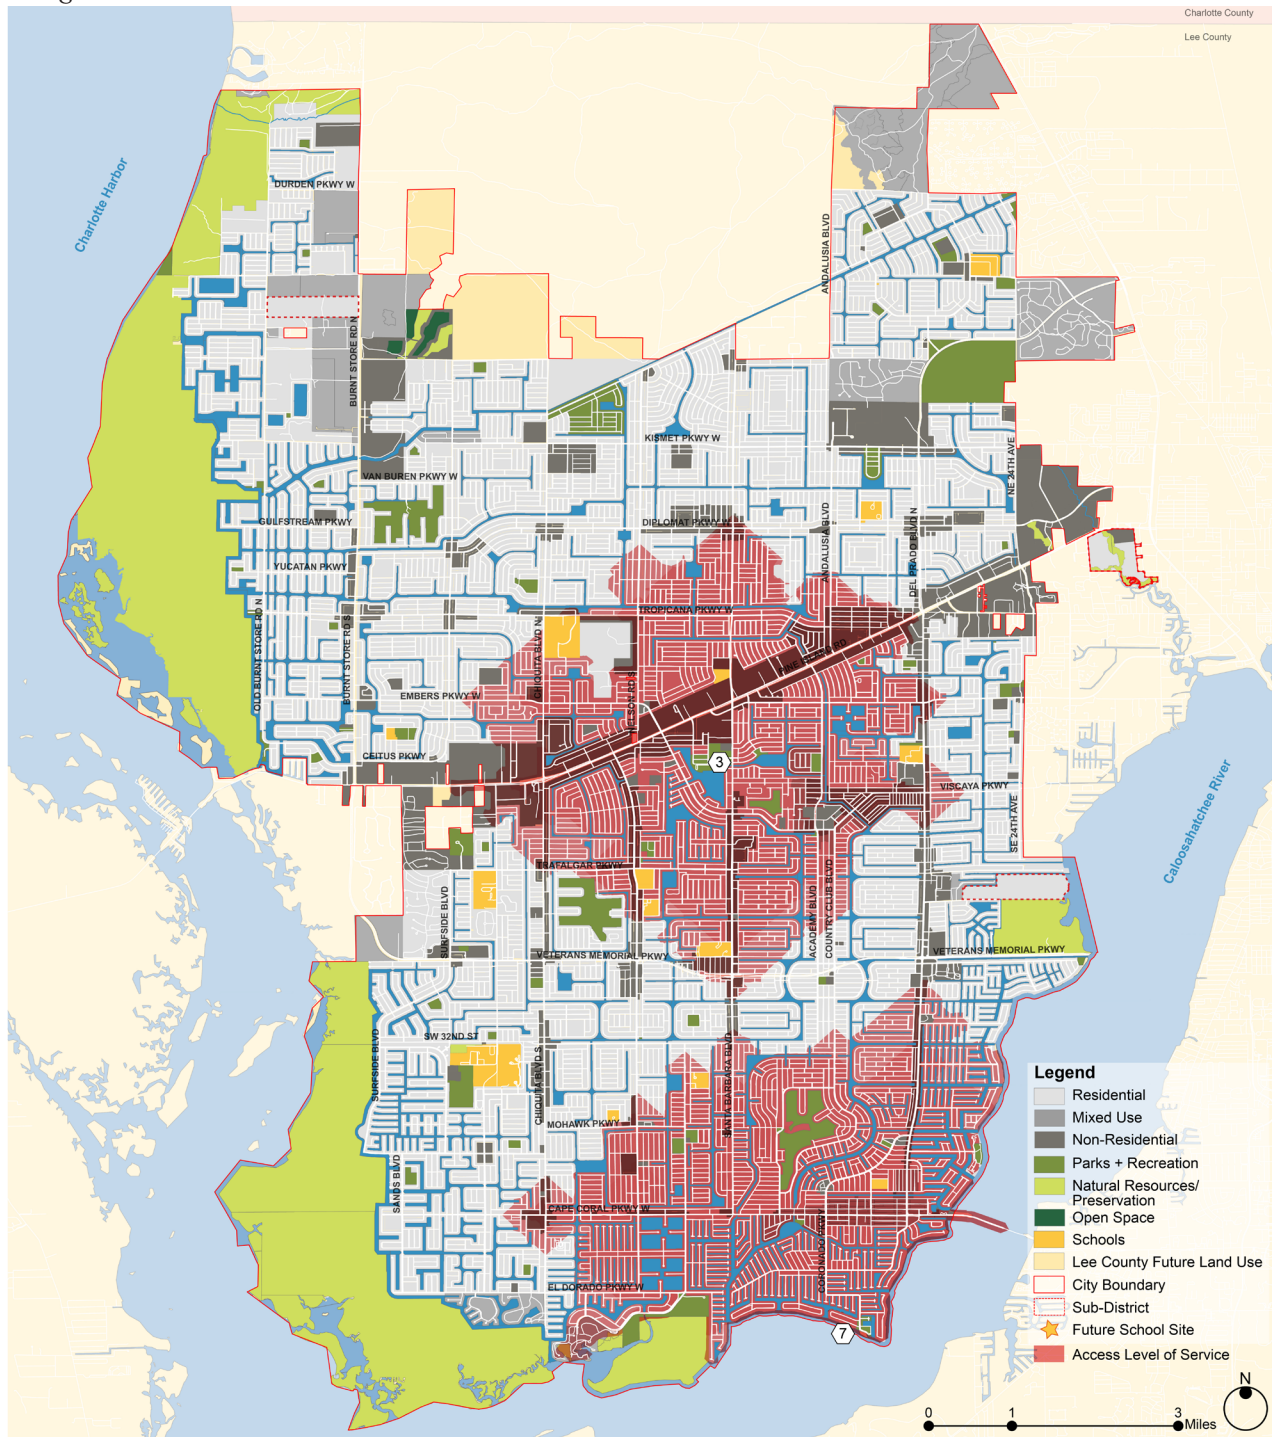 Charlotte County
Lee County
Charlotte Harbor
DURDEN PKWY W
ANDALUSIA BLVD
BURNT STORE RD N
KISMET PKWY W
NE 24TH AVE
VAN BUREN PKWY W
GULFSTREAM PKWY
DIPLOMAT PKWY W
ANDALUSIA BLVD
DEL PRADO BLVD N
YUCATAN PKWY
TROPICANA PKWY W
OLD BURNT STORE RD N
BURNT STORE RD S
CHIQUITA BLVD N
PINE ISLAND RD
NELSON RD S
EMBERS PKWY W
CEITUS PKWY
3
VISCAYA PKWY
SE 24TH AVE
Caloosahatchee River
TRAFALGAR PKWY
SURFSIDE BLVD
ACADEMY BLVD
COUNTRY CLUB BLVD
VETERANS MEMORIAL PKWY
VETERANS MEMORIAL PKWY
SW 32ND ST
SURFSIDE BLVD
CHIQUITA BLVD S
SANTA BARBARA BLVD
MOHAWK PKWY
SANDS BLVD
CAPE CORAL PKWY W
CORONADO PKWY
EL DORADO PKWY W
7
Legend
Residential
Mixed Use
Non-Residential
Parks + Recreation
Natural Resources/
Preservation
Open Space
Schools
Lee County Future Land Use
City Boundary
Sub-District
Future School Site
Access Level of Service
N
0 1 3
Miles